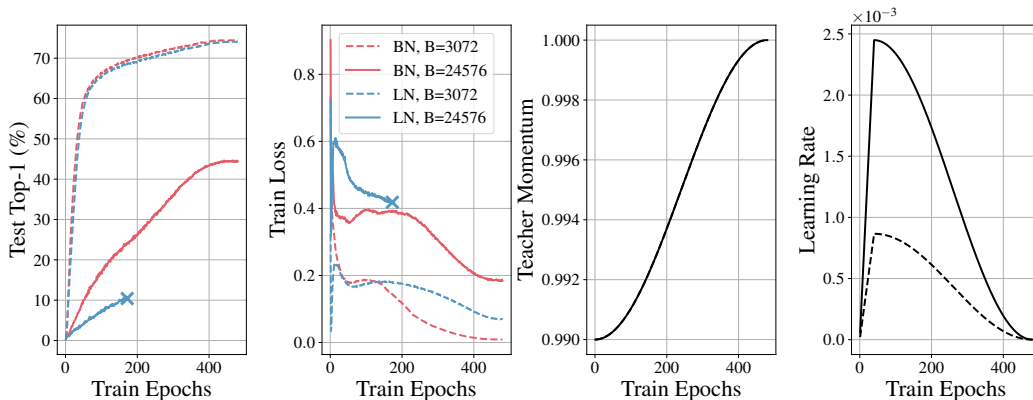 Test Top-1 (%)
70
60
50
40
30
20
10
0
0 200 400
Train Epochs
Train Loss
0.8
0.6
0.4
0.2
0.0
BN, B=3072
BN, B=24576
LN, B=3072
LN, B=24576
0 200 400
Train Epochs
Teacher Momentum
1.000
0.998
0.996
0.994
0.992
0.990
0 200 400
Train Epochs
Learning Rate
×10⁻³
2.5
2.0
1.5
1.0
0.5
0.0
0 200 400
Train Epochs